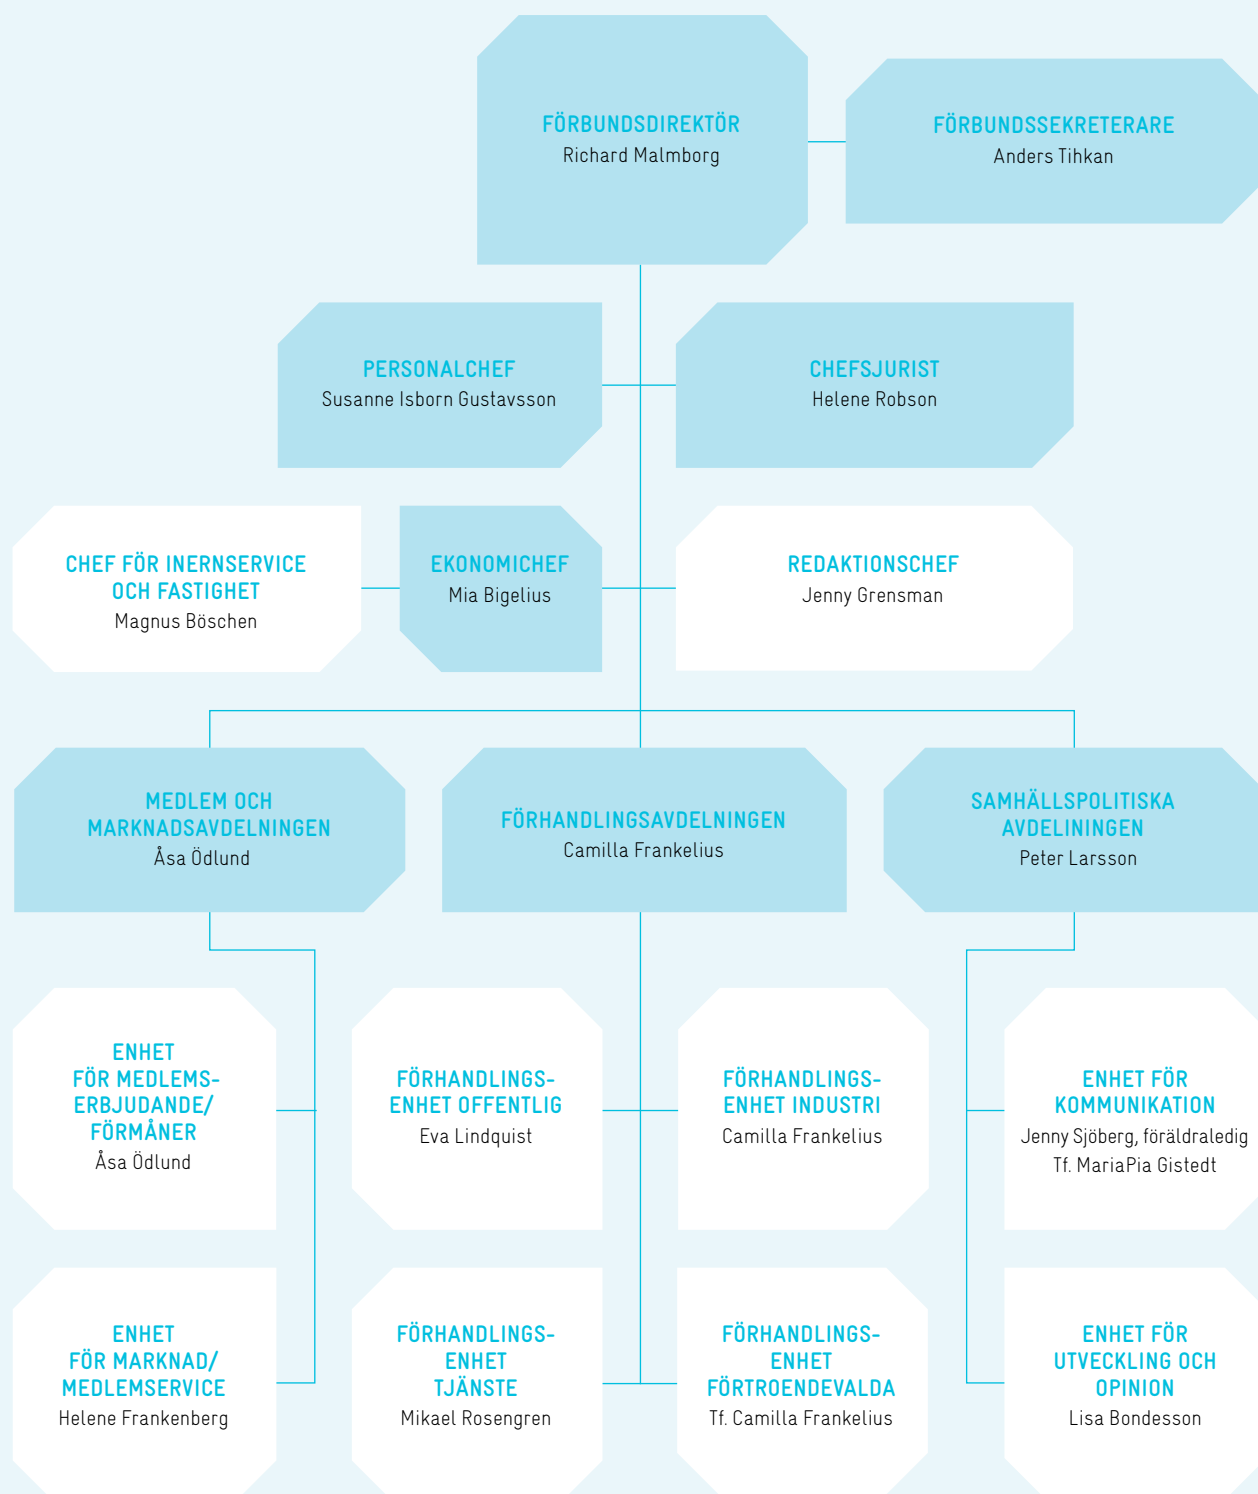 FÖRBUNDSDIREKTÖR
Richard Malmborg
FÖRBUNDSSEKRETERARE
Anders Tihkan
PERSONALCHEF
Susanne Isborn Gustavsson
CHEFSJURIST
Helene Robson
CHEF FÖR INERNSERVICE
OCH FASTIGHET
Magnus Böschen
EKONOMICHEF
Mia Bigelius
REDAKTIONSCHEF
Jenny Grensman
MEDLEM OCH
MARKNADSAVDELNINGEN
Åsa Ödlund
FÖRHANDLINGSAVDELNINGEN
Camilla Frankelius
SAMHÄLLSPOLITISKA
AVDELININGEN
Peter Larsson
ENHET
FÖR MEDLEMS-
ERBJUDANDE/
FÖRMÅNER
Åsa Ödlund
FÖRHANDLINGS-
ENHET OFFENTLIG
Eva Lindquist
FÖRHANDLINGS-
ENHET INDUSTRI
Camilla Frankelius
ENHET FÖR
KOMMUNIKATION
Jenny Sjöberg, föräldraledig
Tf. MariaPia Gistedt
ENHET
FÖR MARKNAD/
MEDLEMSERVICE
Helene Frankenberg
FÖRHANDLINGS-
ENHET
TJÄNSTE
Mikael Rosengren
FÖRHANDLINGS-
ENHET
FÖRTROENDEVALDA
Tf. Camilla Frankelius
ENHET FÖR
UTVECKLING OCH
OPINION
Lisa Bondesson